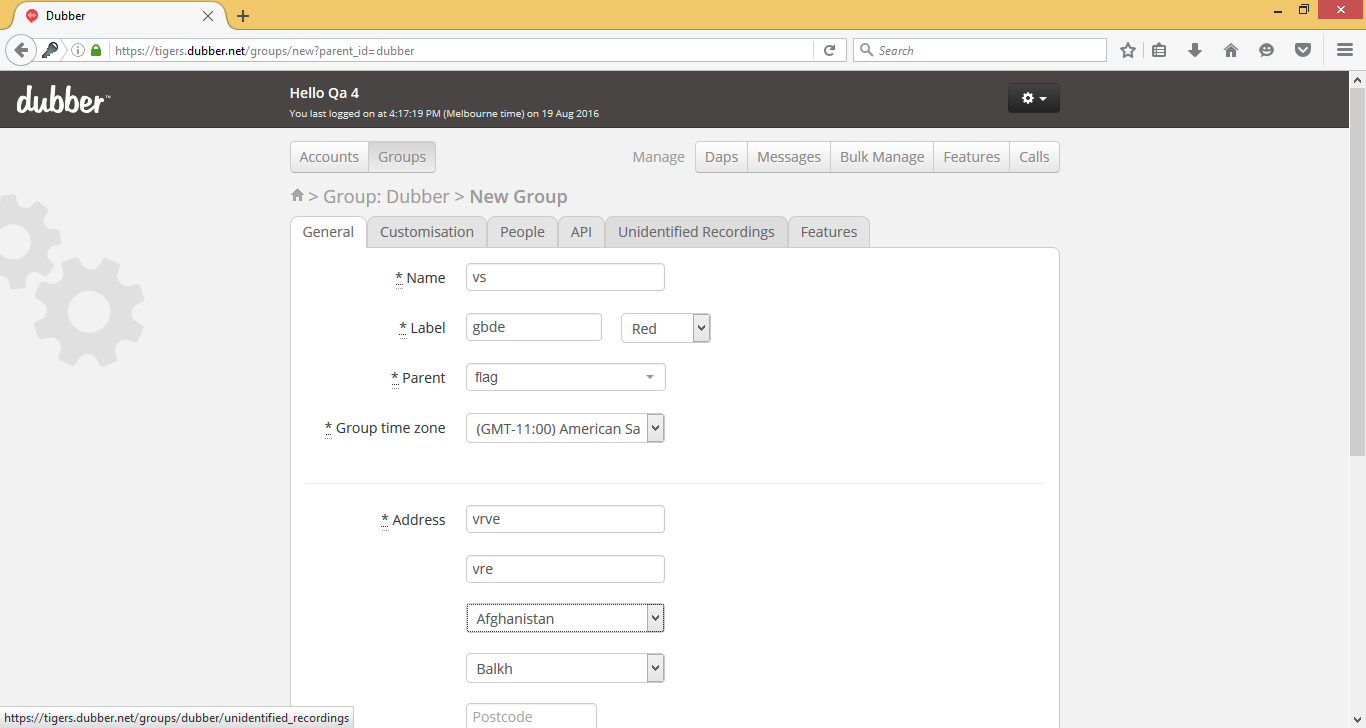 Dubber
https://tigers.dubber.net/groups/new?parent_id=dubber
Search
dubber™
Hello Qa 4
You last logged on at 4:17:19 PM (Melbourne time) on 19 Aug 2016
Accounts Groups Manage Daps Messages Bulk Manage Features Calls
> Group: Dubber > New Group
General Customisation People API Unidentified Recordings Features
* Name vs
* Label gbde Red
* Parent flag
* Group time zone (GMT-11:00) American Sa
* Address vrve
vre
Afghanistan
Balkh
Postcode
https://tigers.dubber.net/groups/dubber/unidentified_recordings